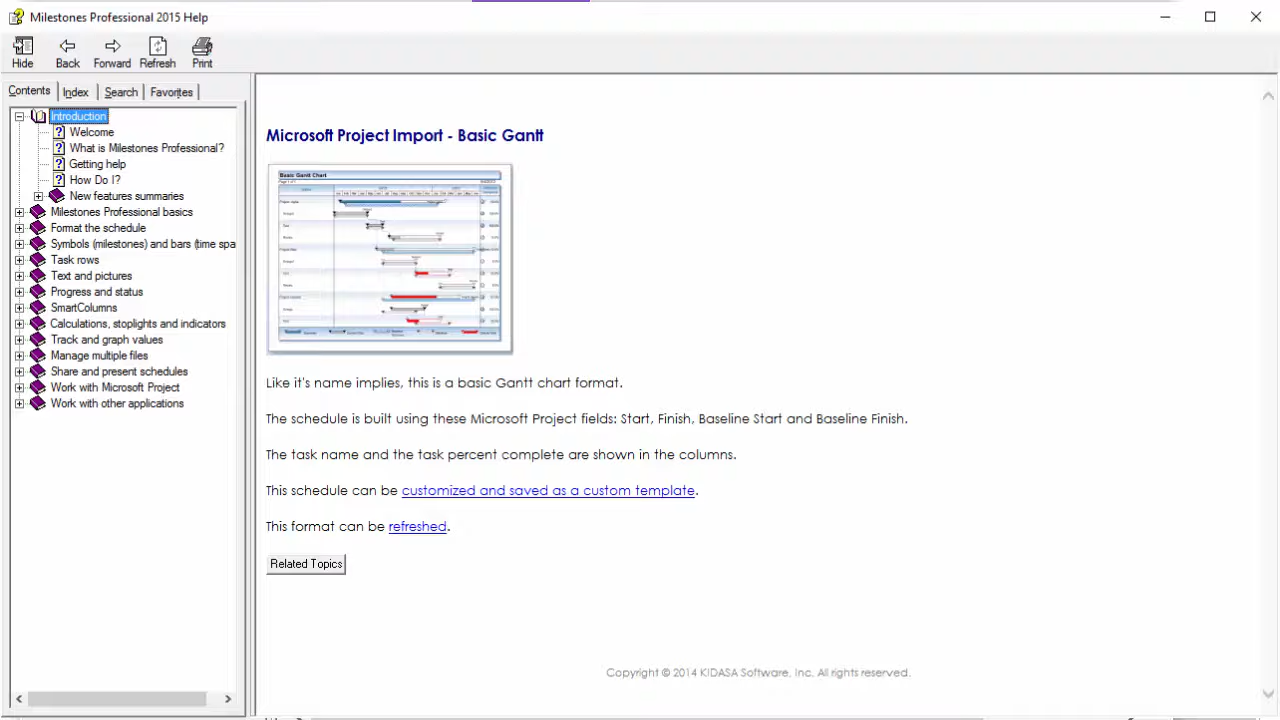 Milestones Professional 2015 Help
Hide Back Forward Refresh Print
Contents Index Search Favorites
Introduction
Welcome
What is Milestones Professional?
Getting help
How Do I?
New features summaries
Milestones Professional basics
Format the schedule
Symbols (milestones) and bars (time spa
Task rows
Text and pictures
Progress and status
SmartColumns
Calculations, stoplights and indicators
Track and graph values
Manage multiple files
Share and present schedules
Work with Microsoft Project
Work with other applications
Microsoft Project Import - Basic Gantt
Basic Gantt Chart
Like it's name implies, this is a basic Gantt chart format.
The schedule is built using these Microsoft Project fields: Start, Finish, Baseline Start and Baseline Finish.
The task name and the task percent complete are shown in the columns.
This schedule can be customized and saved as a custom template.
This format can be refreshed.
Related Topics
Copyright © 2014 KIDASA Software, Inc. All rights reserved.